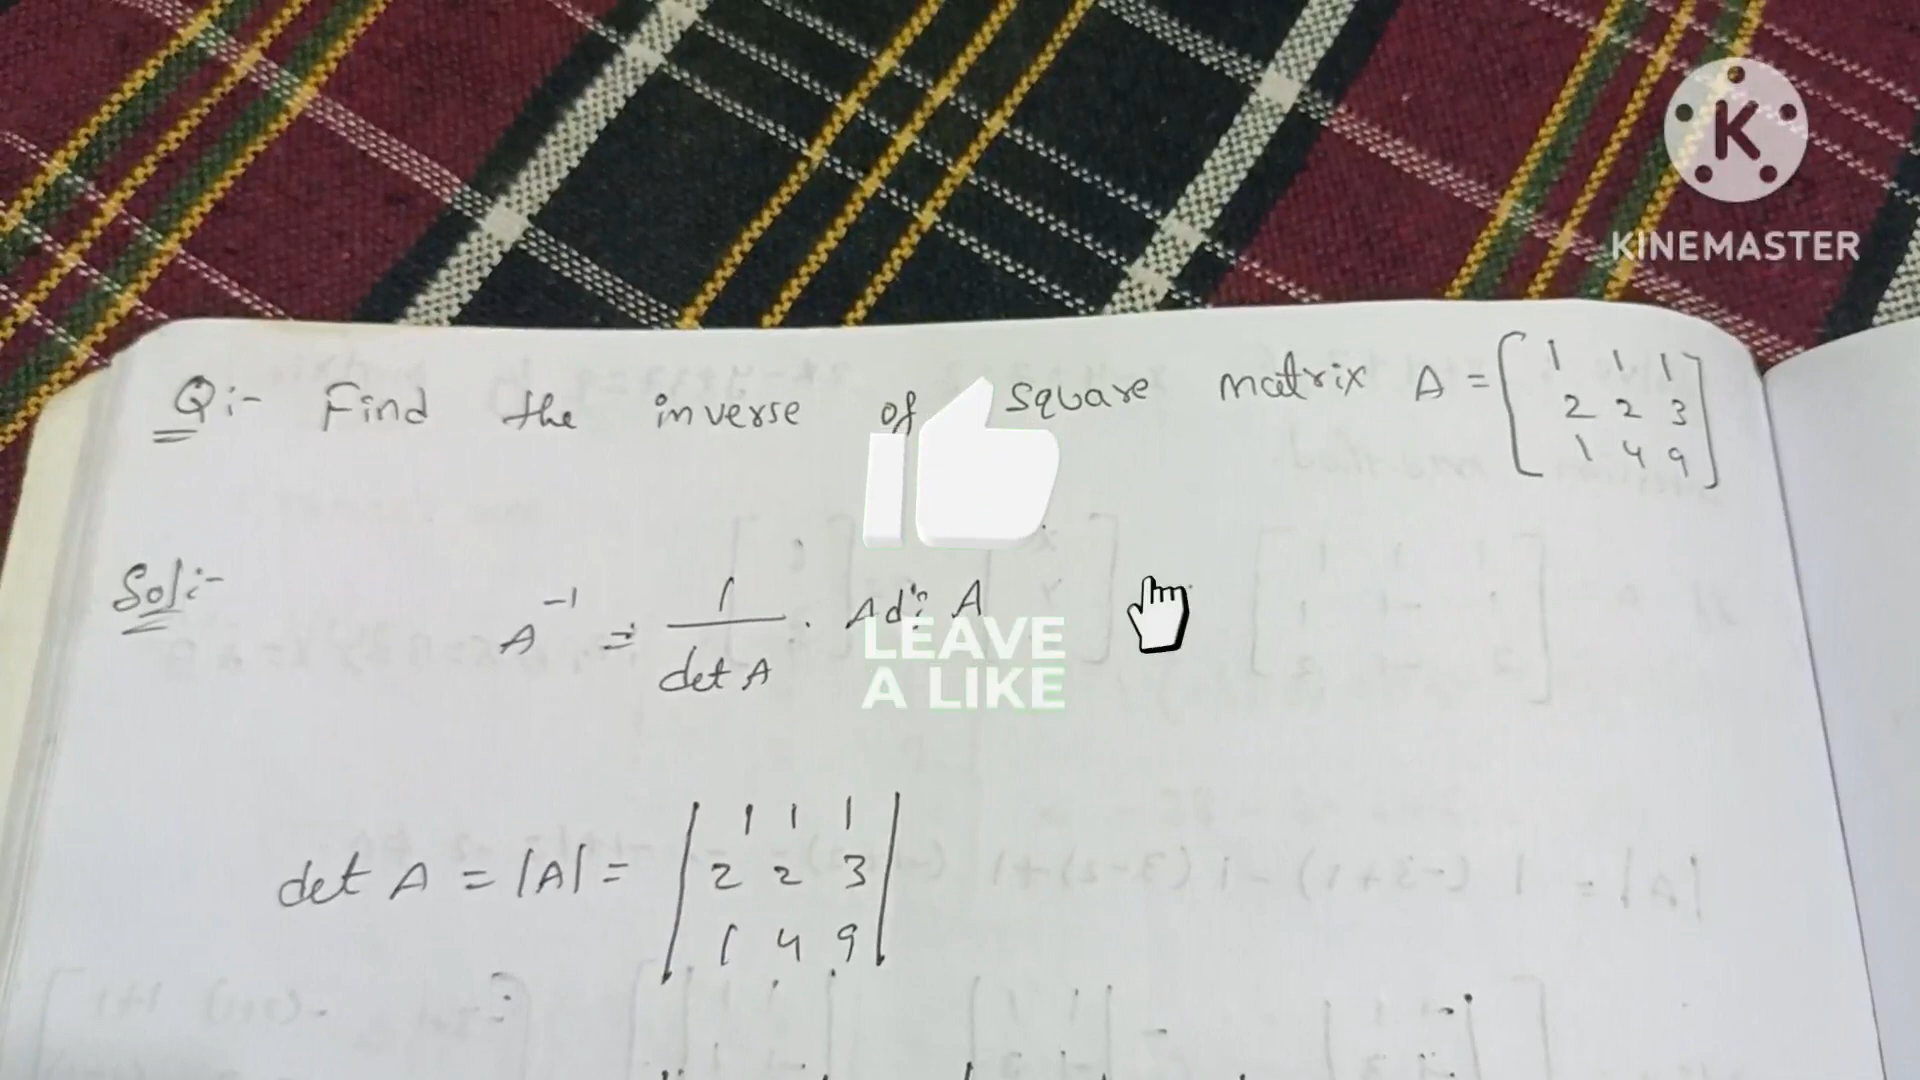 KINEMASTER
Q:- Find the inverse of square matrix A = [1 1 1
2 2 3
1 4 9]
Sol:-
A⁻¹ = 1/det A . Adj A
LEAVE
A LIKE
det A = |A| = |1 1 1
2 2 3
1 4 9|